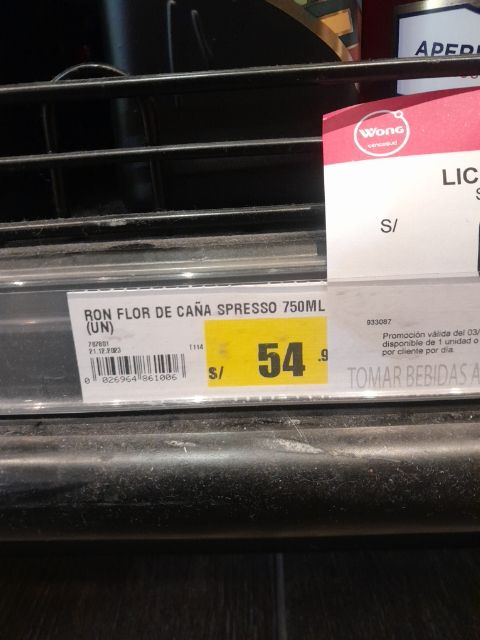 APER
WONG
cencosud
LIC
S/
RON FLOR DE CAÑA SPRESSO 750ML
(UN)
787801
21.12.2023
T114
0 026964 861006
S/ 54 .9
933087
Promoción válida del 03/
disponible de 1 unidad o
por cliente por día.
TOMAR BEBIDAS A